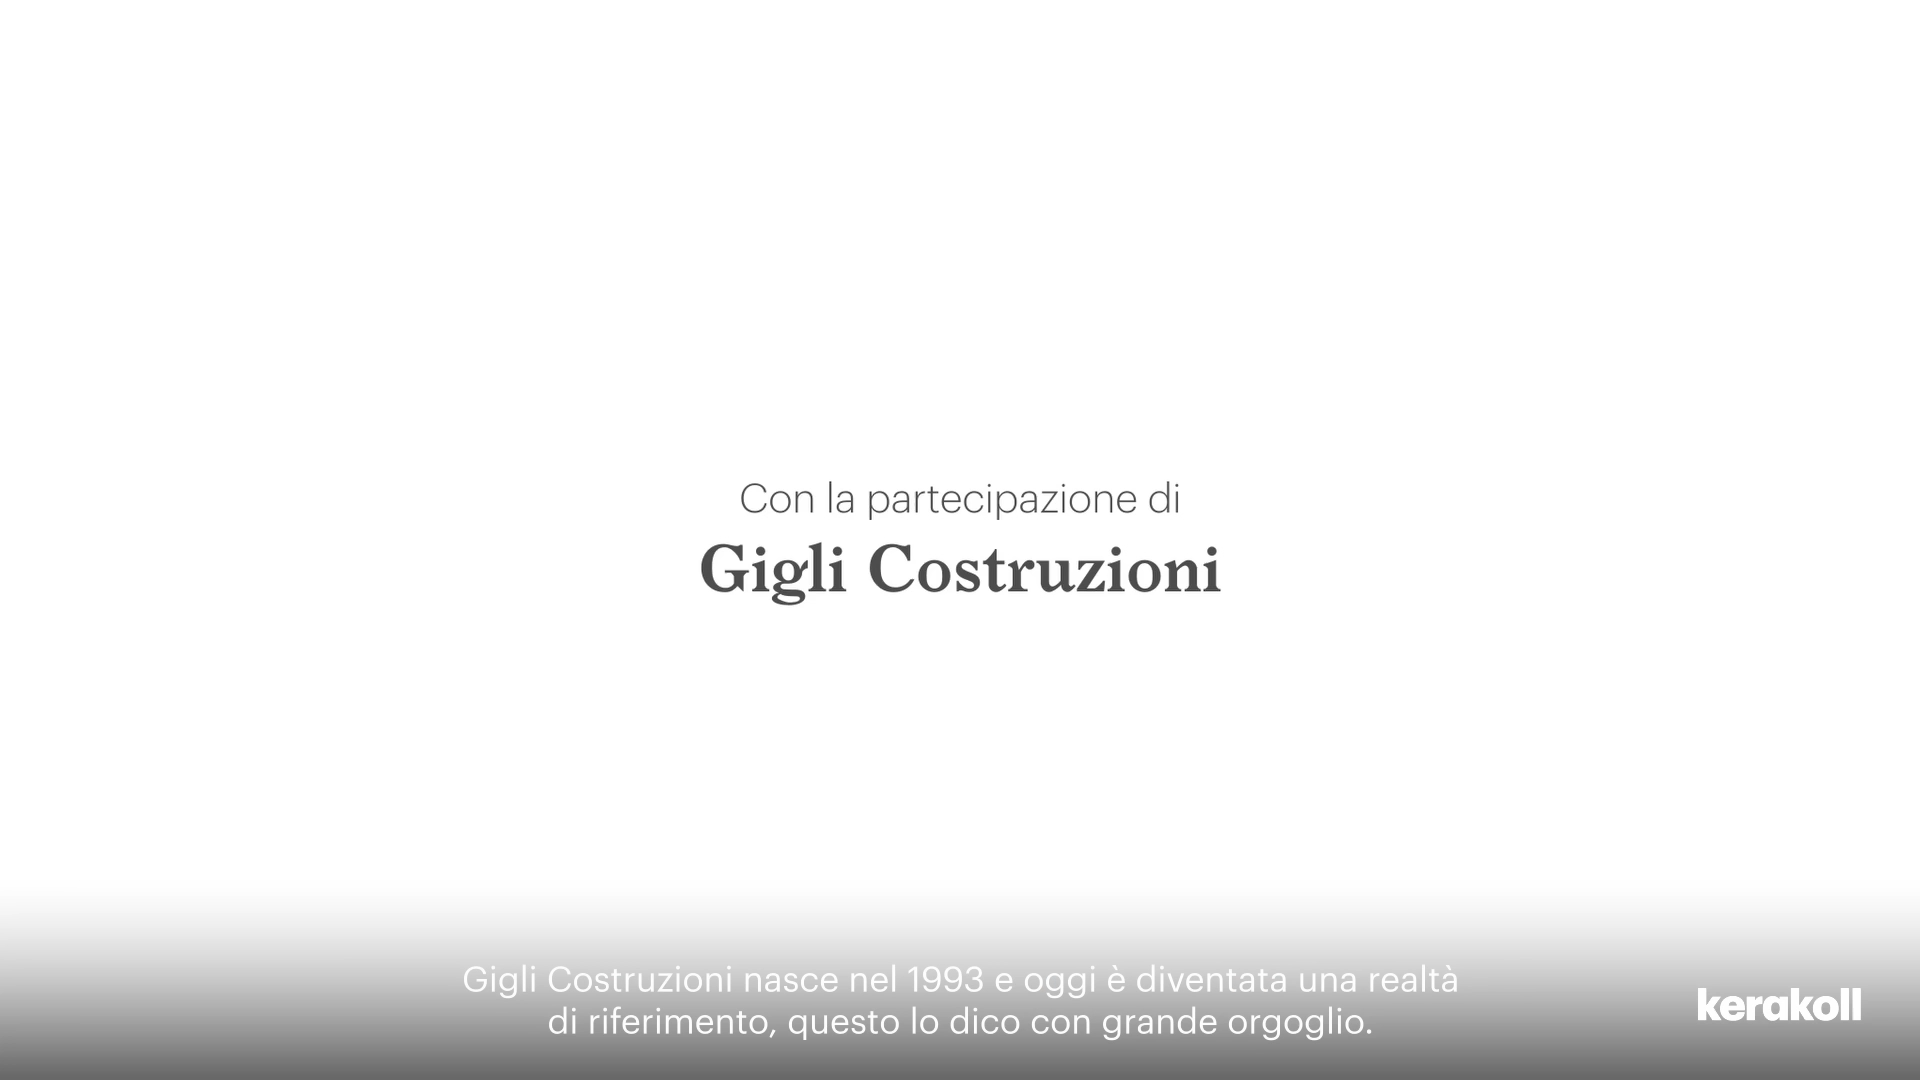 Con la partecipazione di
Gigli Costruzioni
Gigli Costruzioni nasce nel 1993 e oggi è diventata una realtà
di riferimento, questo lo dico con grande orgoglio.
kerakoll